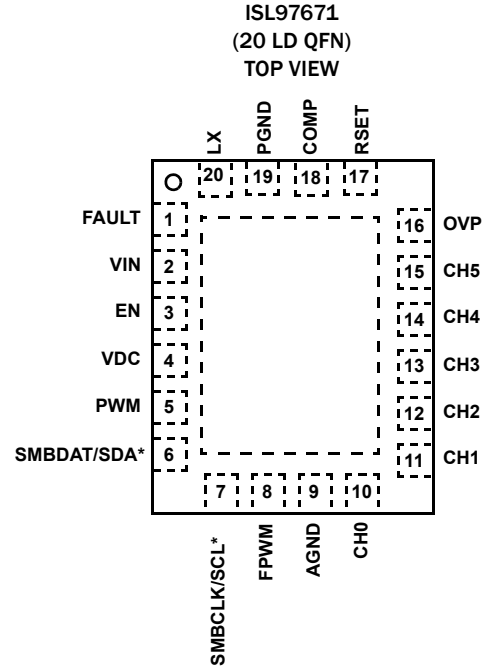 ISL97671
(20 LD QFN)
TOP VIEW
LX
PGND
COMP
RSET
20
19
18
17
FAULT
1
16
OVP
VIN
2
15
CH5
EN
3
14
CH4
VDC
4
13
CH3
PWM
5
12
CH2
SMBDAT/SDA*
6
11
CH1
7
8
9
10
SMBCLK/SCL*
FPWM
AGND
CH0